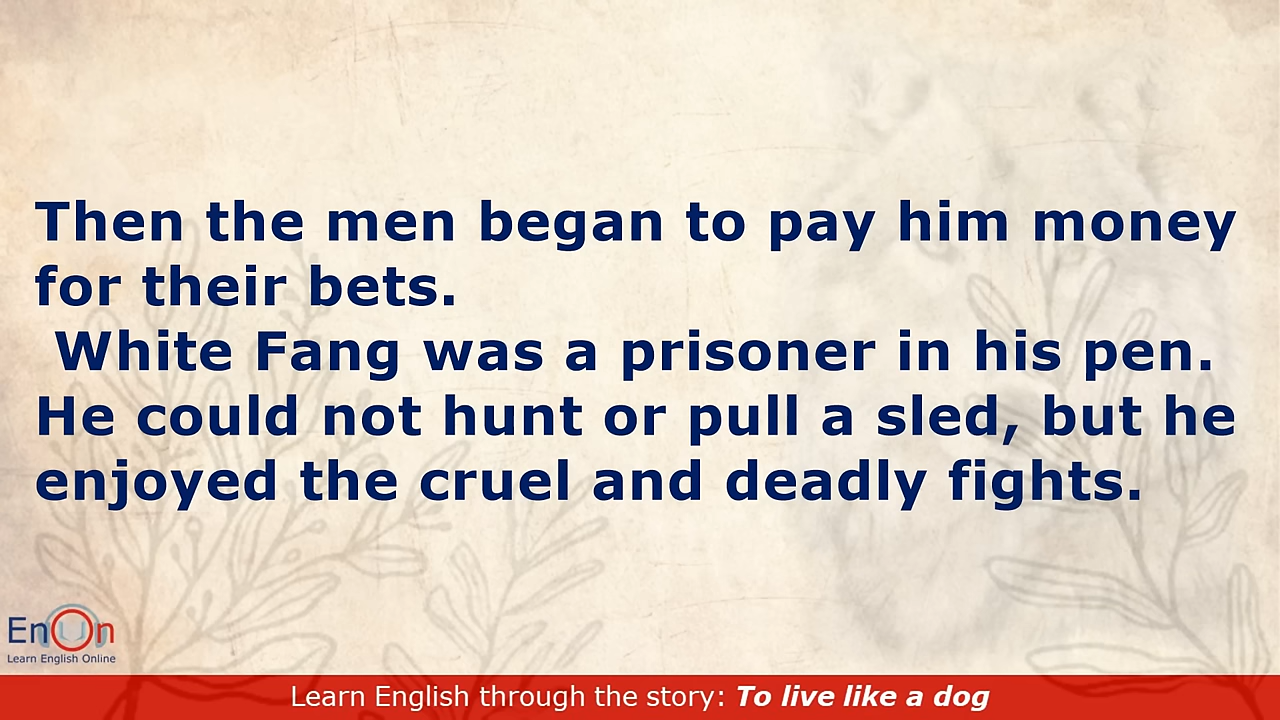 Then the men began to pay him money
for their bets.
White Fang was a prisoner in his pen.
He could not hunt or pull a sled, but he
enjoyed the cruel and deadly fights.
EnOn
Learn English Online
Learn English through the story: To live like a dog